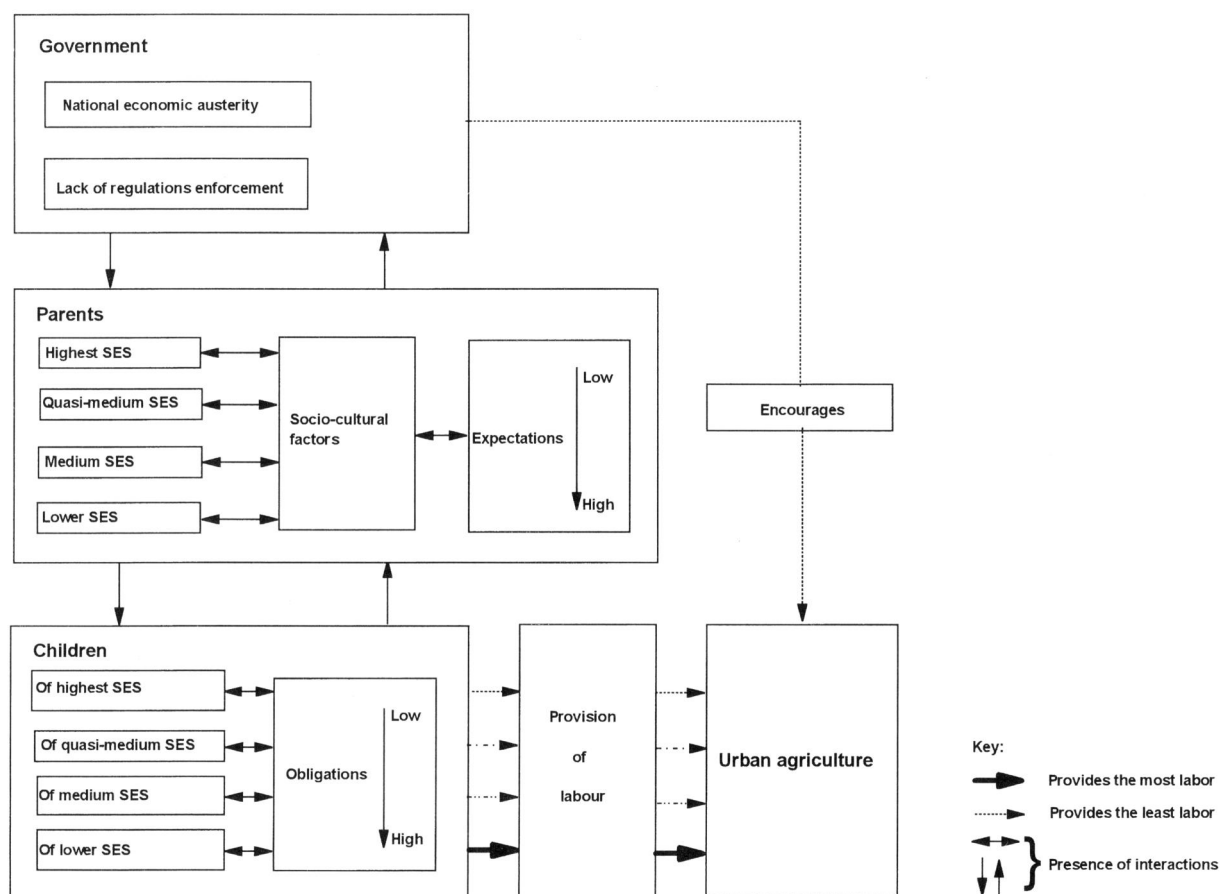 Government
National economic austerity
Lack of regulations enforcement
Parents
Highest SES
Quasi-medium SES
Medium SES
Lower SES
Socio-cultural
factors
Expectations
Low
High
Encourages
Children
Of highest SES
Of quasi-medium SES
Of medium SES
Of lower SES
Obligations
Low
High
Provision
of
labour
Urban agriculture
Key:
Provides the most labor
Provides the least labor
Presence of interactions